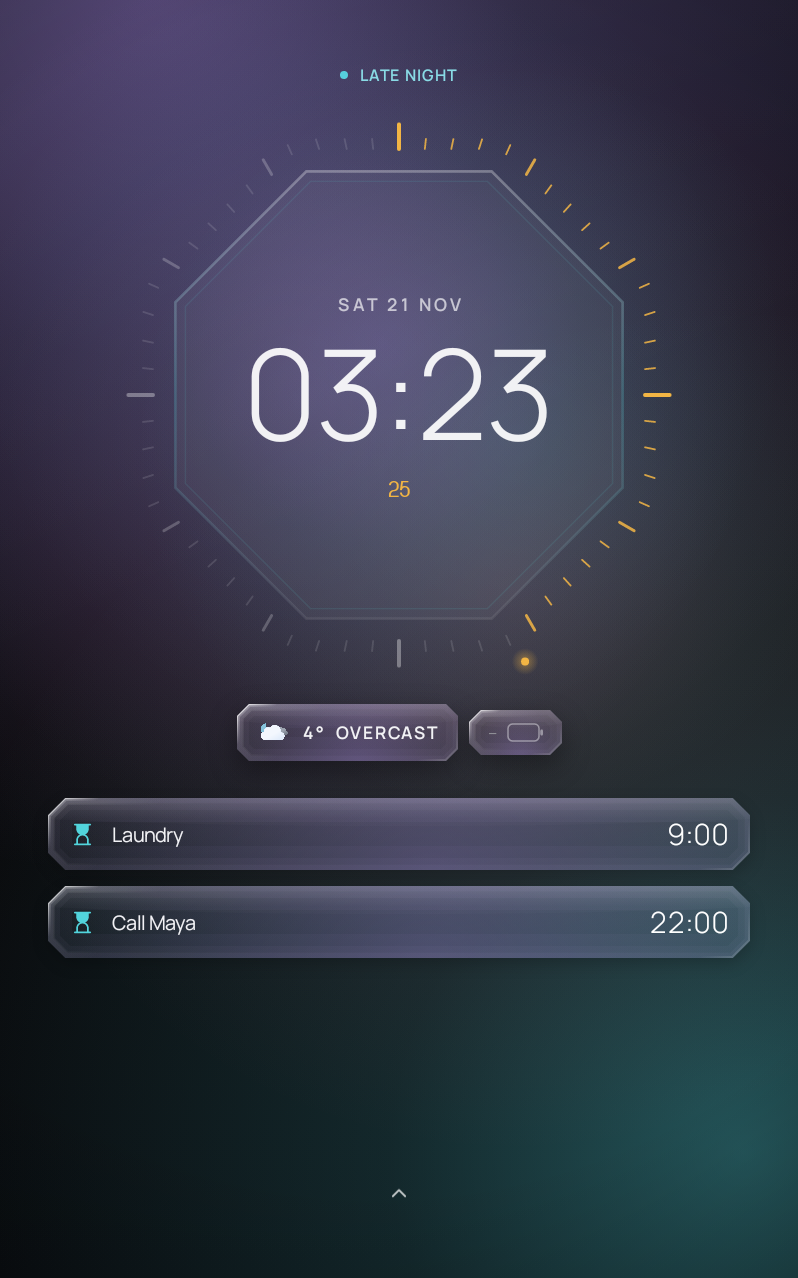 LATE NIGHT
SAT 21 NOV
03:23
25
4° OVERCAST
–
Laundry 9:00
Call Maya 22:00